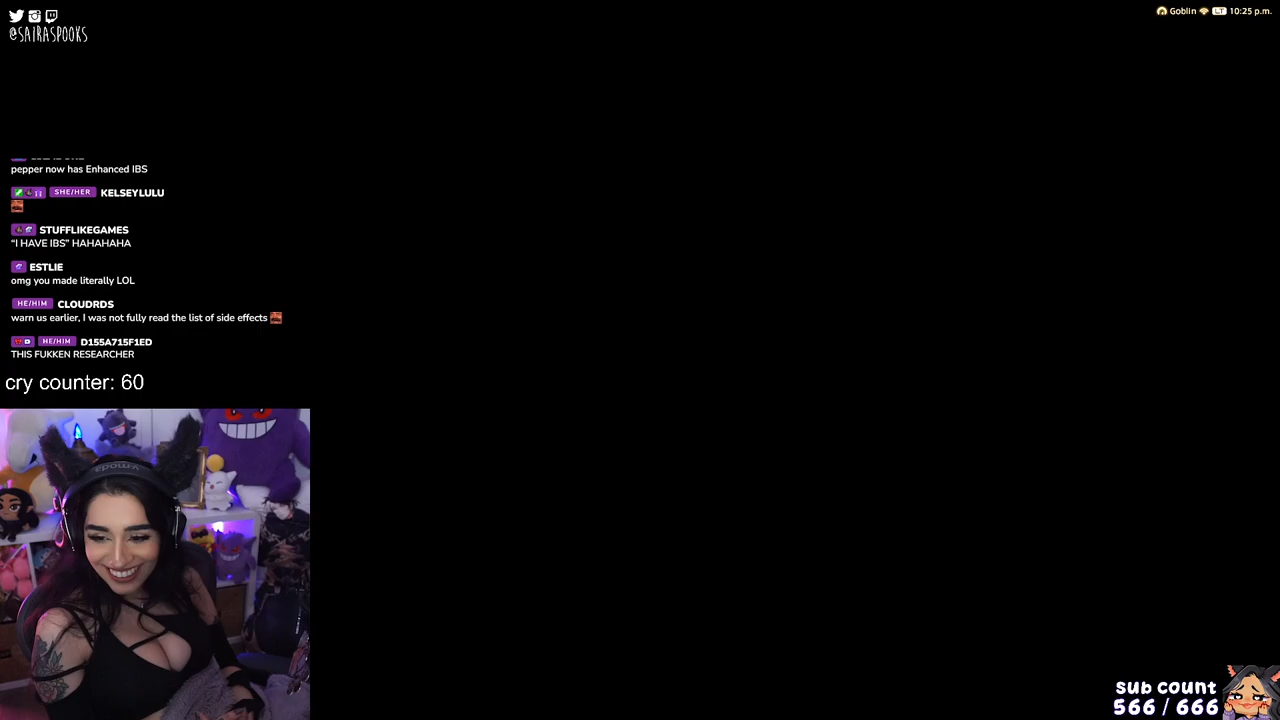 @SAIRASPOOKS
Goblin LT 10:25 p.m.
pepper now has Enhanced IBS
SHE/HER KELSEYLULU
STUFFLIKEGAMES
“I HAVE IBS” HAHAHAHA
ESTLIE
omg you made literally LOL
HE/HIM CLOUDRDS
warn us earlier, I was not fully read the list of side effects
HE/HIM D155A715F1ED
THIS FUKKEN RESEARCHER
cry counter: 60
sub count
566 / 666